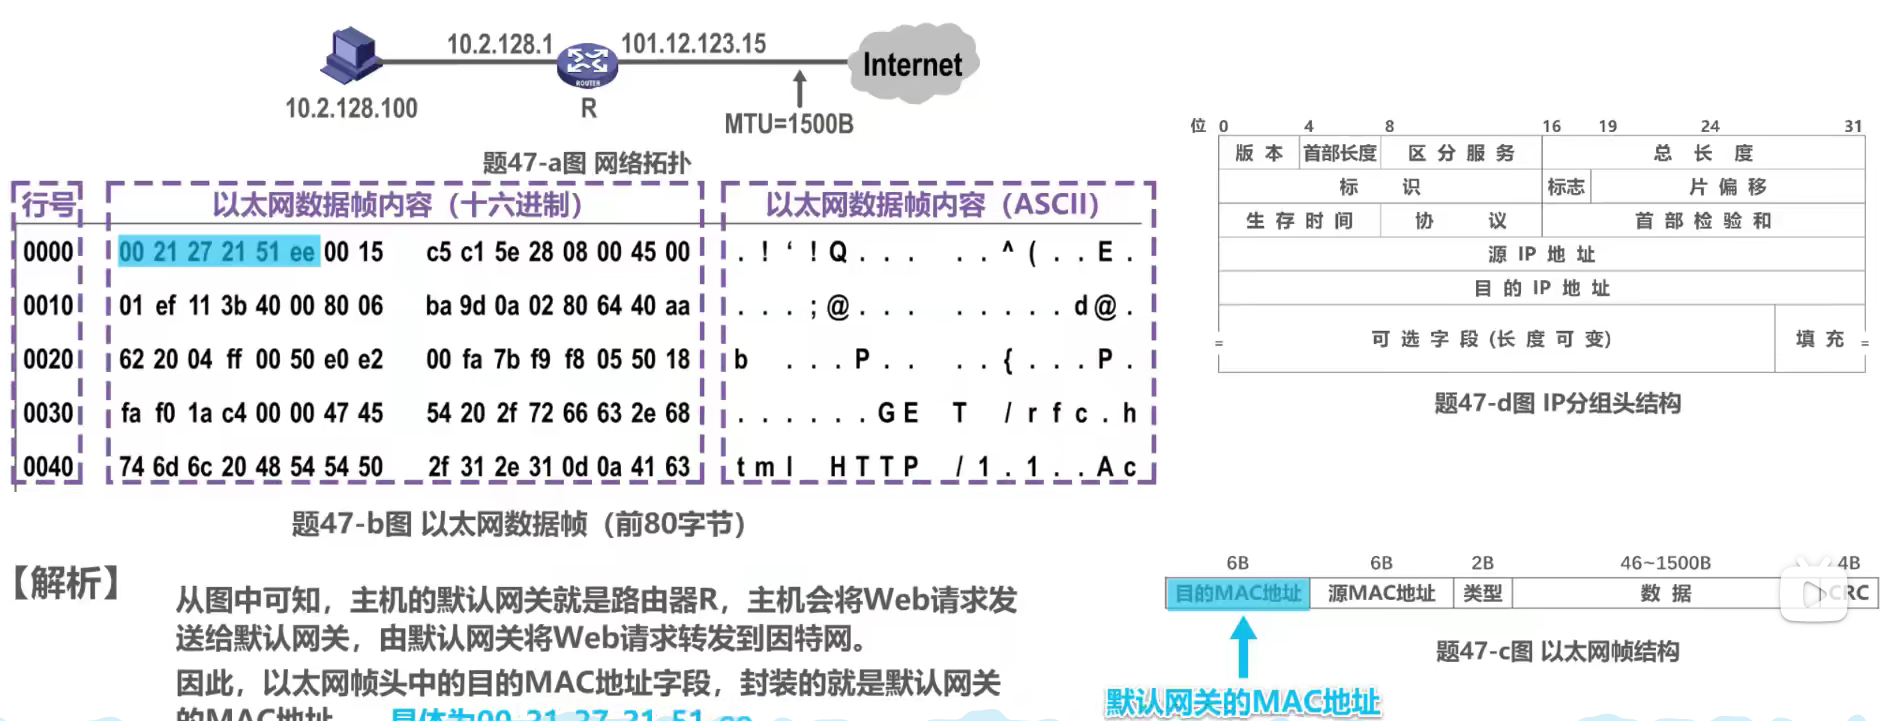 10.2.128.1
101.12.123.15
Internet
ROUTER
10.2.128.100
R
MTU=1500B
题47-a图 网络拓扑
行号 以太网数据帧内容（十六进制） 以太网数据帧内容（ASCII）
0000 00 21 27 21 51 ee 00 15 c5 c1 5e 28 08 00 45 00 . ! ‘ ! Q . . . . . ^ ( . . E .
0010 01 ef 11 3b 40 00 80 06 ba 9d 0a 02 80 64 40 aa . . . ; @ . . . . . . . . d @ .
0020 62 20 04 ff 00 50 e0 e2 00 fa 7b f9 f8 05 50 18 b . . . P . . . . { . . . P .
0030 fa f0 1a c4 00 00 47 45 54 20 2f 72 66 63 2e 68 . . . . . . G E T / r f c . h
0040 74 6d 6c 20 48 54 54 50 2f 31 2e 31 0d 0a 41 63 t m l H T T P / 1 . 1 . . A c
题47-b图 以太网数据帧（前80字节）
位 0 4 8 16 19 24 31
版本 首部长度 区分服务 总长度
标识 标志 片偏移
生存时间 协议 首部检验和
源 IP 地址
目的 IP 地址
可选字段 (长度可变) 填充
题47-d图 IP分组头结构
【解析】
从图中可知，主机的默认网关就是路由器R，主机会将Web请求发
送给默认网关，由默认网关将Web请求转发到因特网。
因此，以太网帧头中的目的MAC地址字段，封装的就是默认网关
的MAC地址 具体为00-21-27-21-51-ee
6B 6B 2B 46~1500B 4B
目的MAC地址 源MAC地址 类型 数据 CRC
题47-c图 以太网帧结构
默认网关的MAC地址